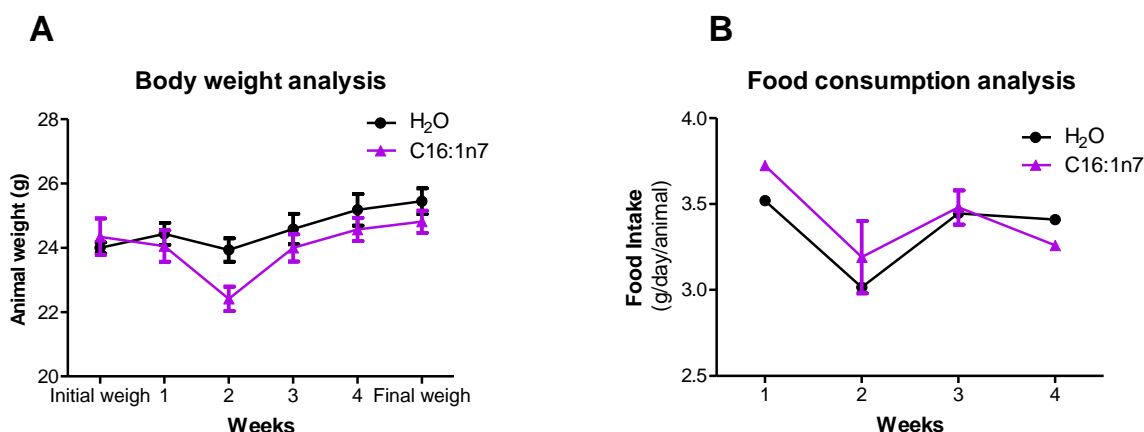 A
Body weight analysis
H₂O
C16:1n7
Animal weight (g)
28
26
24
22
20
Initial weigh 1 2 3 4 Final weigh
Weeks
B
Food consumption analysis
H₂O
C16:1n7
Food Intake
(g/day/animal)
4.0
3.5
3.0
2.5
1 2 3 4
Weeks